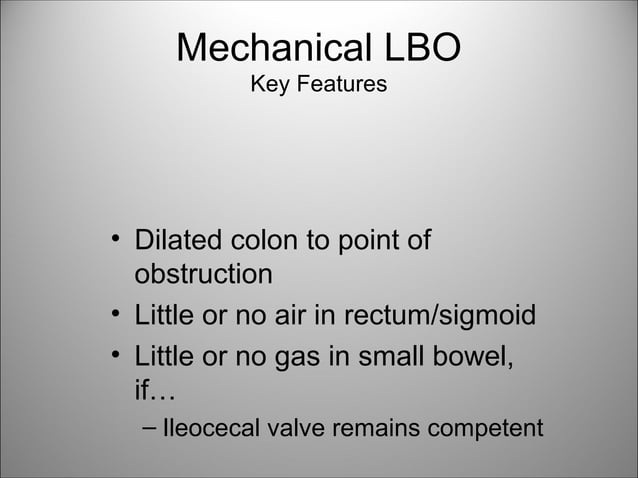 Mechanical LBO
Key Features
• Dilated colon to point of
obstruction
• Little or no air in rectum/sigmoid
• Little or no gas in small bowel,
if…
– Ileocecal valve remains competent